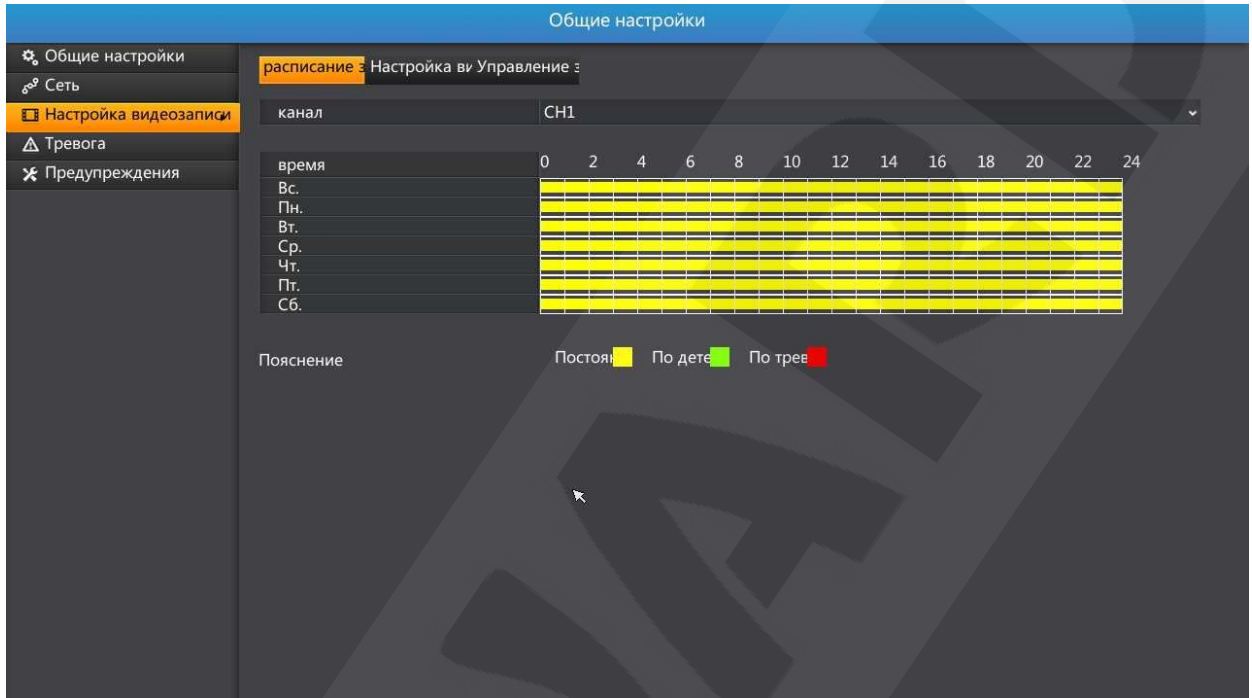 Общие настройки
Общие настройки
Сеть
Настройка видеозаписи
Тревога
Предупреждения
расписание з Настройка ви Управление з
канал CH1
время 0 2 4 6 8 10 12 14 16 18 20 22 24
Вс.
Пн.
Вт.
Ср.
Чт.
Пт.
Сб.
Пояснение Постоян По дете По трев